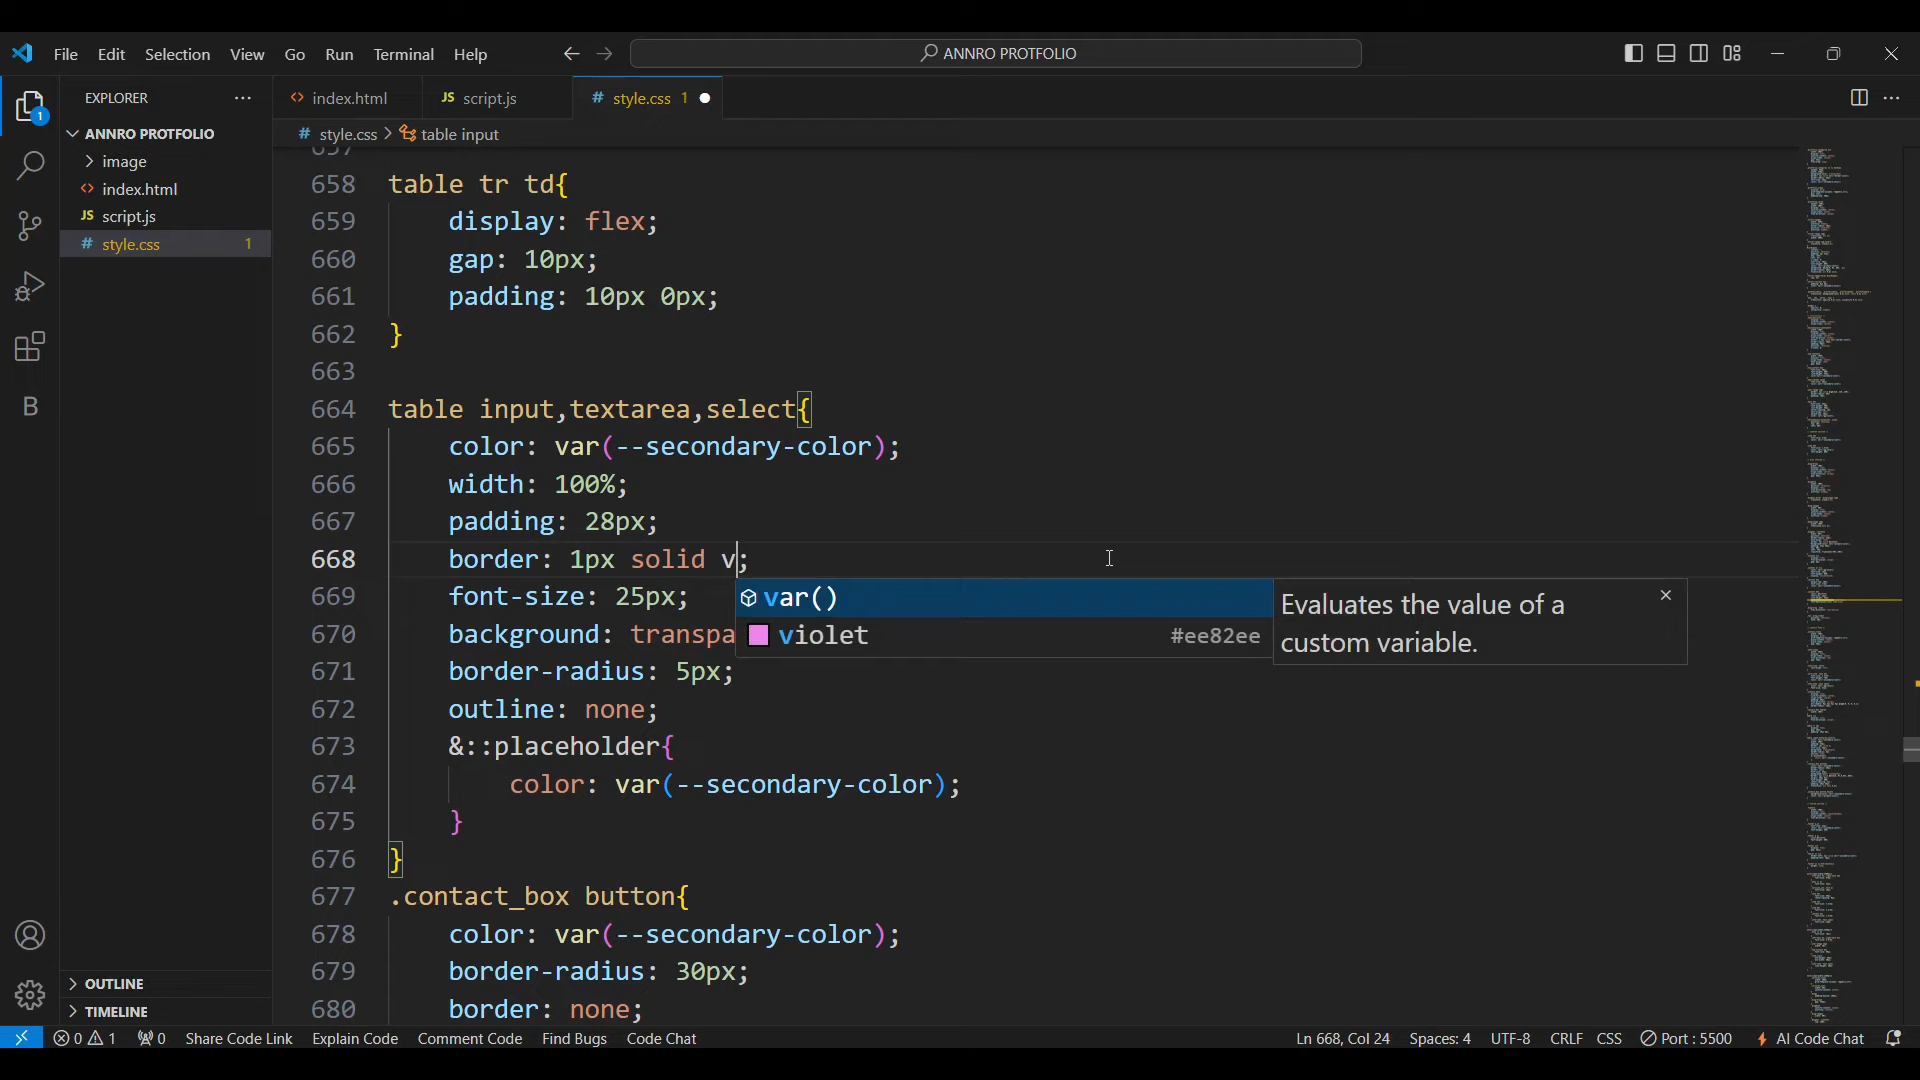 File Edit Selection View Go Run Terminal Help
ANNRO PROTFOLIO
EXPLORER
1
ANNRO PROTFOLIO
image
index.html
JS script.js
# style.css 1
B
OUTLINE
TIMELINE
index.html
JS script.js
# style.css 1
# style.css > table input
657
658 table tr td{
659 display: flex;
660 gap: 10px;
661 padding: 10px 0px;
662 }
663
664 table input,textarea,select{
665 color: var(--secondary-color);
666 width: 100%;
667 padding: 28px;
668 border: 1px solid v;
669 font-size: 25px;
670 background: transpa
671 border-radius: 5px;
672 outline: none;
673 &::placeholder{
674 color: var(--secondary-color);
675 }
676 }
677 .contact_box button{
678 color: var(--secondary-color);
679 border-radius: 30px;
680 border: none;
var()
violet #ee82ee
Evaluates the value of a
custom variable.
0 1 0 Share Code Link Explain Code Comment Code Find Bugs Code Chat Ln 668, Col 24 Spaces: 4 UTF-8 CRLF CSS Port : 5500 AI Code Chat